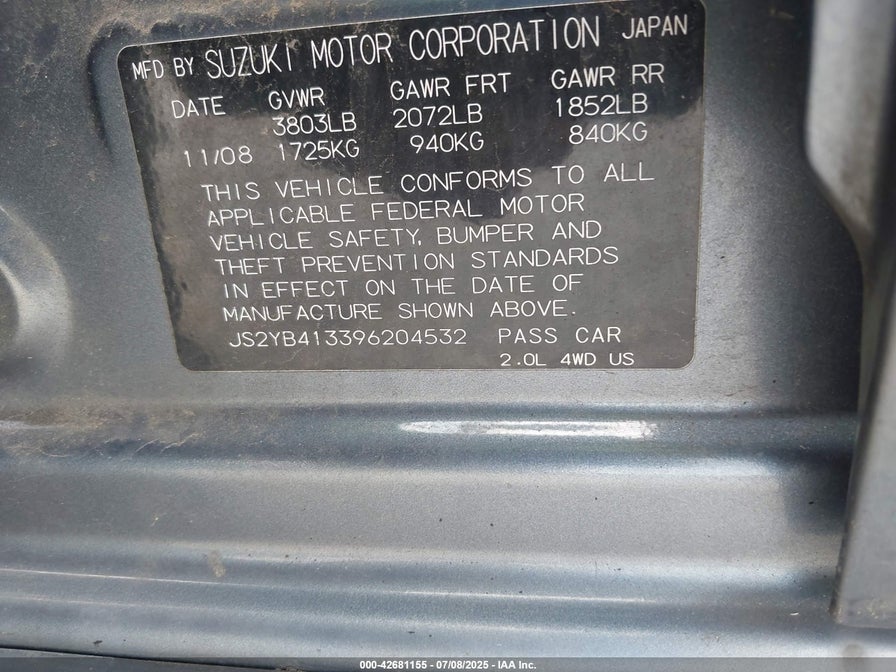 MFD BY SUZUKI MOTOR CORPORATION JAPAN
DATE GVWR GAWR FRT GAWR RR
3803LB 2072LB 1852LB
11/08 1725KG 940KG 840KG
THIS VEHICLE CONFORMS TO ALL
APPLICABLE FEDERAL MOTOR
VEHICLE SAFETY, BUMPER AND
THEFT PREVENTION STANDARDS
IN EFFECT ON THE DATE OF
MANUFACTURE SHOWN ABOVE.
JS2YB413396204532 PASS CAR
2.0L 4WD US
000-42681155 - 07/08/2025 - IAA Inc.